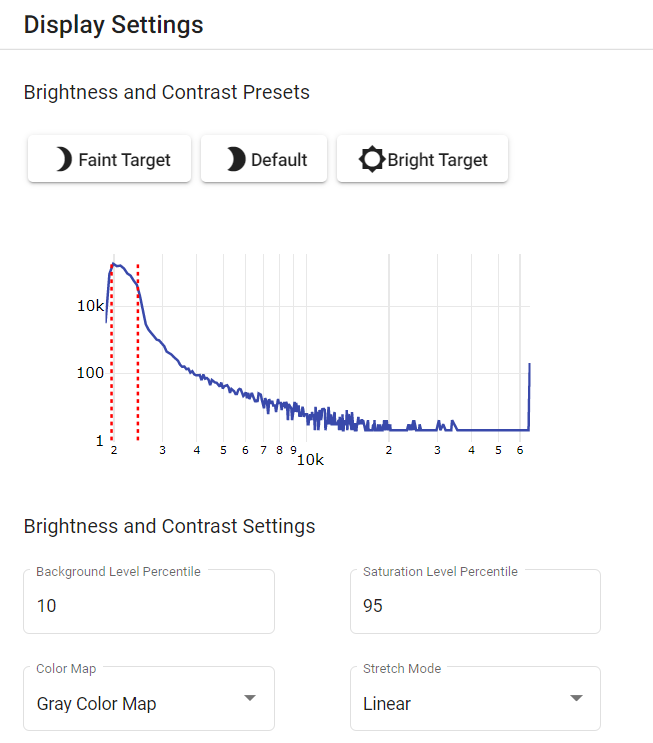 Display Settings
Brightness and Contrast Presets
Faint Target Default Bright Target
10k
100
1
2 3 4 5 6 7 8 9 2 3 4 5 6
10k
Brightness and Contrast Settings
Background Level Percentile Saturation Level Percentile
10 95
Color Map Stretch Mode
Gray Color Map Linear